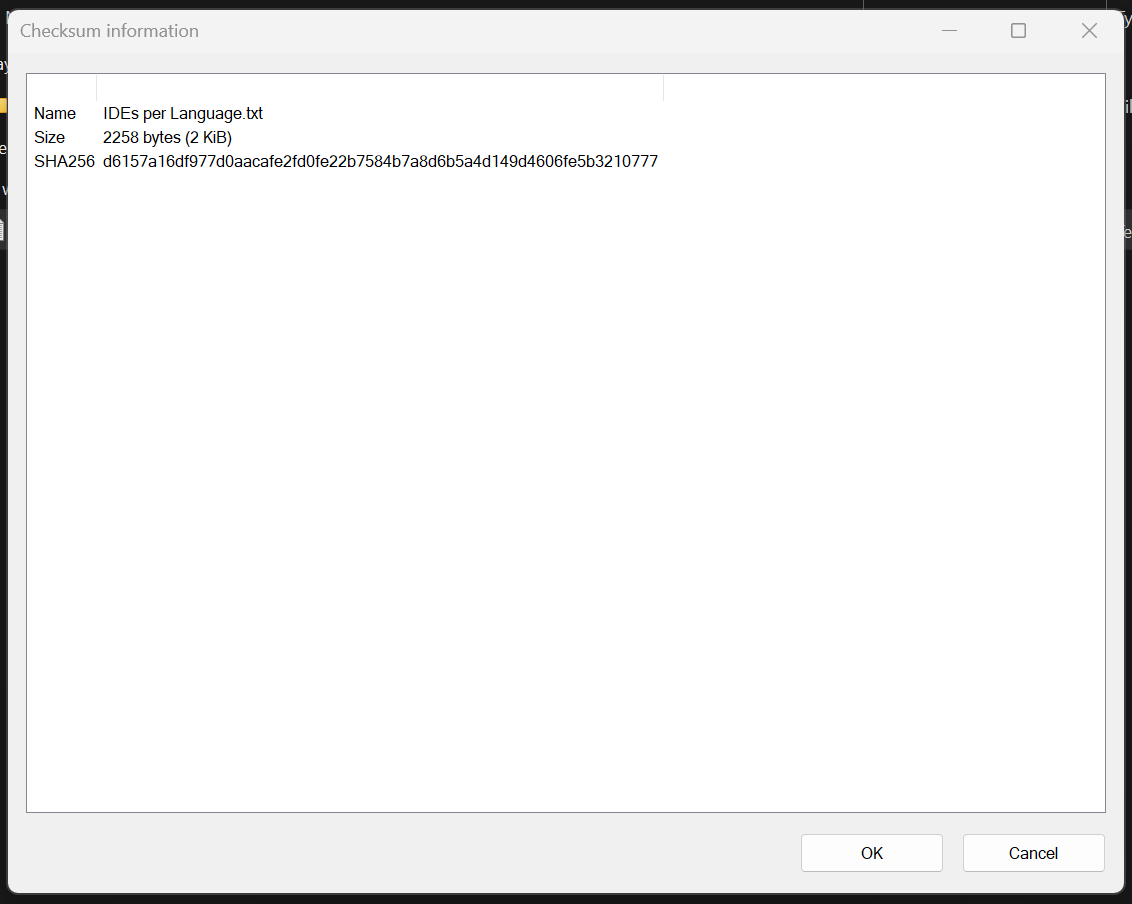 Checksum information
Name IDEs per Language.txt
Size 2258 bytes (2 KiB)
SHA256 d6157a16df977d0aacafe2fd0fe22b7584b7a8d6b5a4d149d4606fe5b3210777
OK Cancel